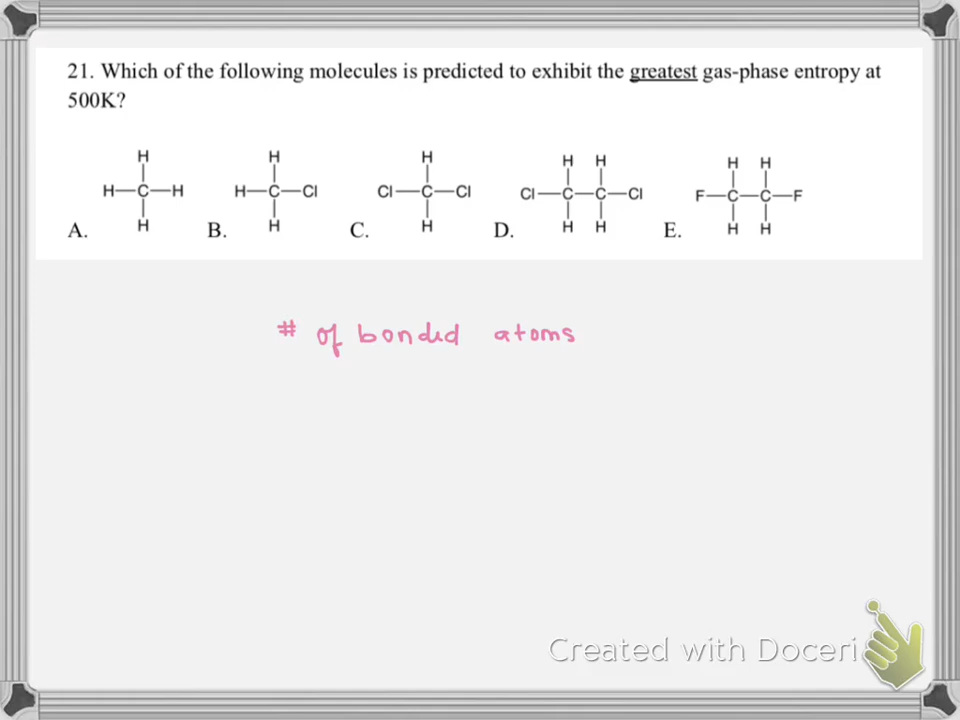 21. Which of the following molecules is predicted to exhibit the greatest gas-phase entropy at
500K?
H H H H H H H
H—C—H H—C—Cl Cl—C—Cl Cl—C—C—Cl F—C—C—F
H H H H H H H
A. B. C. D. E.
# of bonded atoms
Created with Doceri